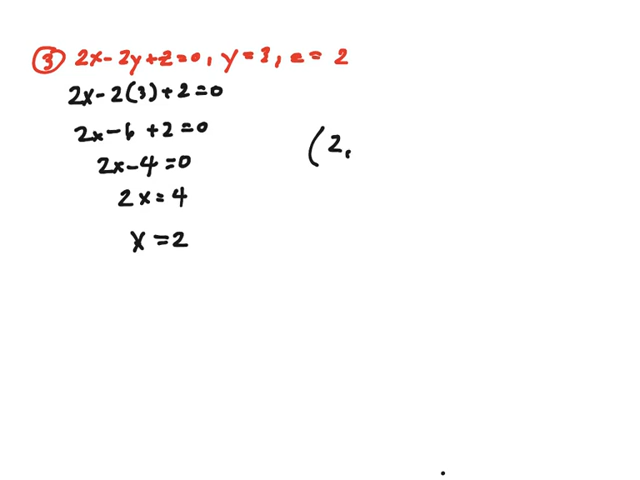 ③ 2x - 2y + z = 0, y = 3, z = 2
2x - 2(3) + 2 = 0
2x - 6 + 2 = 0
2x - 4 = 0
2x = 4
x = 2
(2,